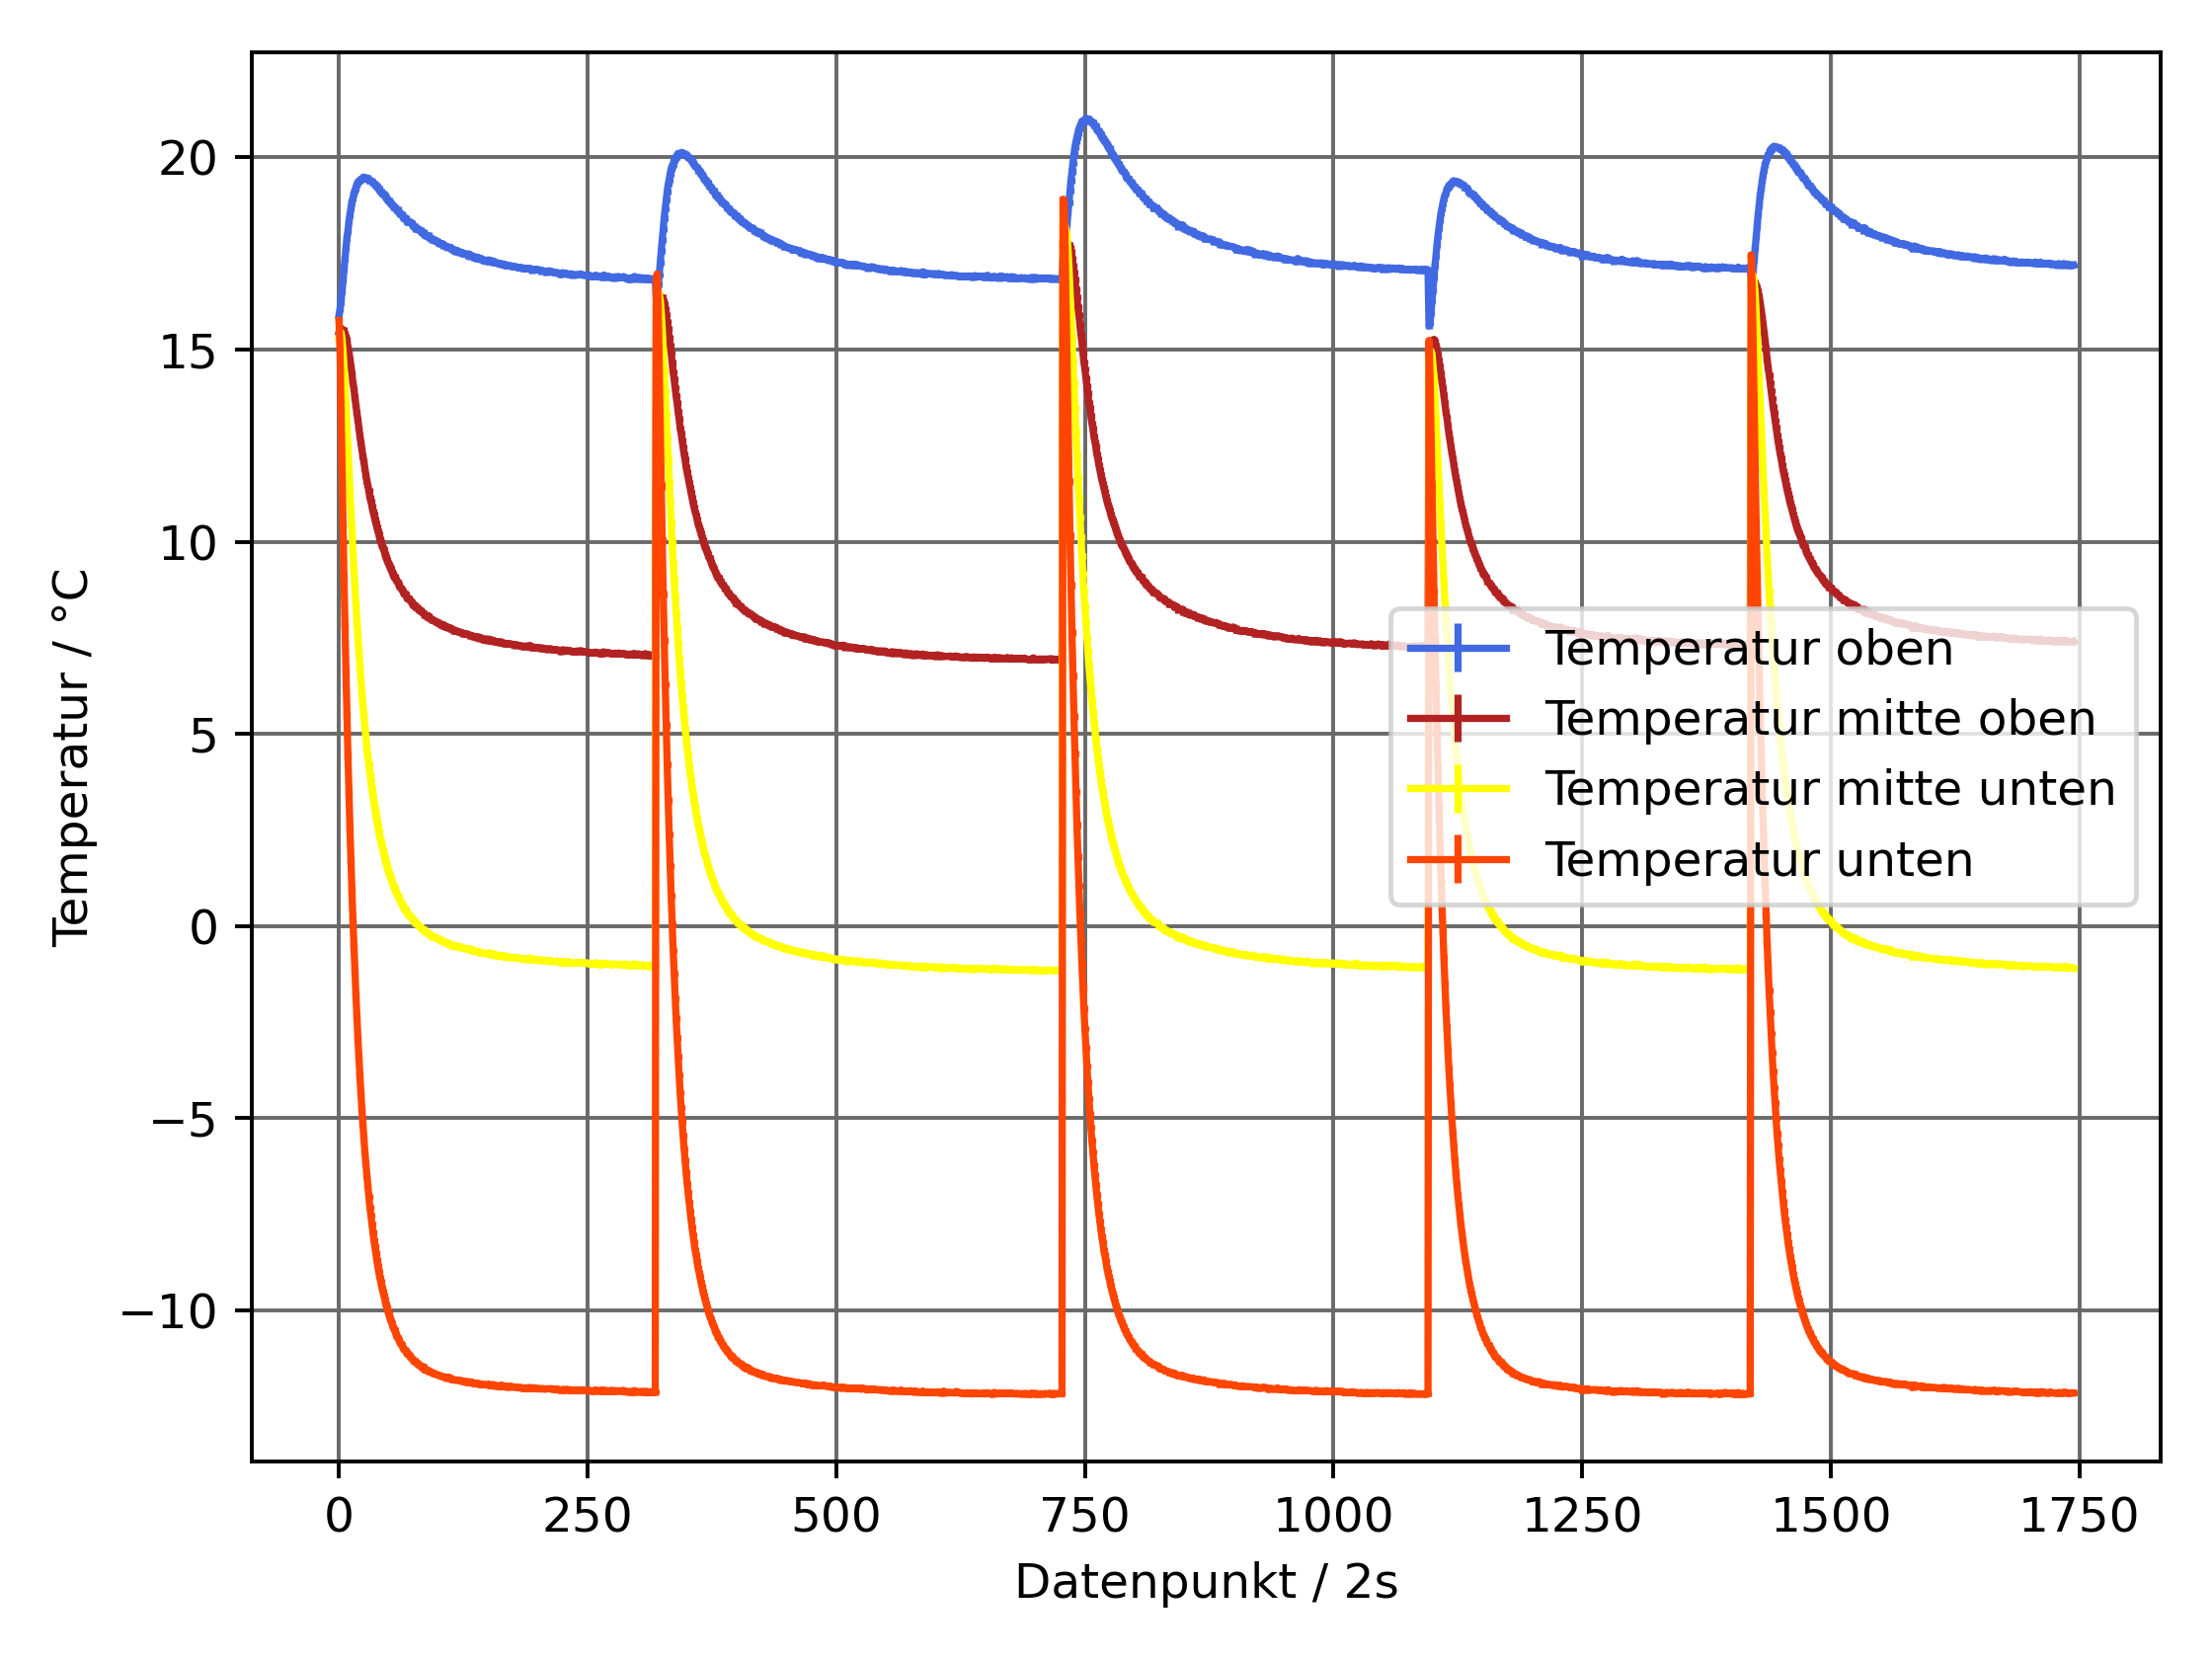 Temperatur / °C
20
15
10
5
0
−5
−10
Temperatur oben
Temperatur mitte oben
Temperatur mitte unten
Temperatur unten
0 250 500 750 1000 1250 1500 1750
Datenpunkt / 2s